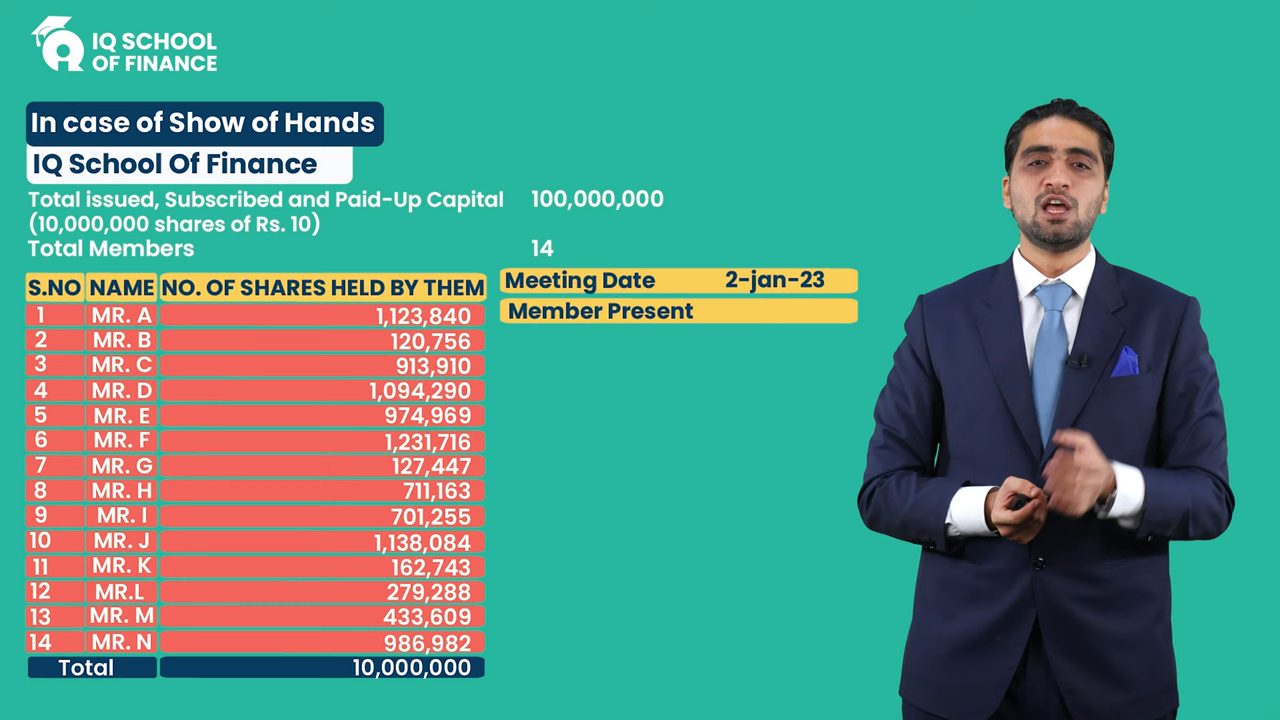 IQ SCHOOL
OF FINANCE
In case of Show of Hands
IQ School Of Finance
Total issued, Subscribed and Paid-Up Capital 100,000,000
(10,000,000 shares of Rs. 10)
Total Members 14
S.NO NAME NO. OF SHARES HELD BY THEM
1 MR. A 1,123,840
2 MR. B 120,756
3 MR. C 913,910
4 MR. D 1,094,290
5 MR. E 974,969
6 MR. F 1,231,716
7 MR. G 127,447
8 MR. H 711,163
9 MR. I 701,255
10 MR. J 1,138,084
11 MR. K 162,743
12 MR.L 279,288
13 MR. M 433,609
14 MR. N 986,982
Total 10,000,000
Meeting Date 2-jan-23
Member Present